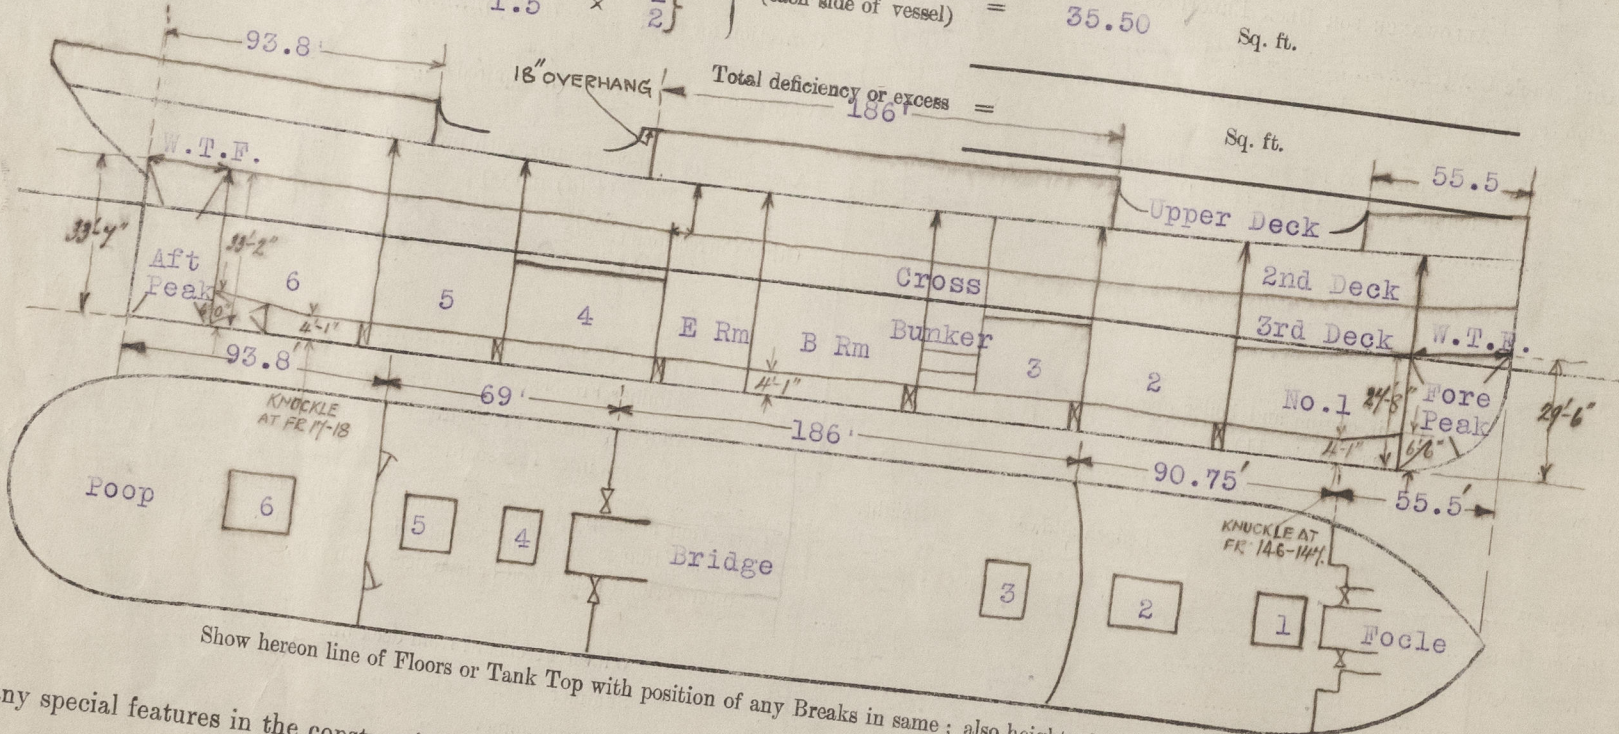 1.5 × 2} (each side of vessel) = 35.50 Sq. ft.
93.8'
18" OVERHANG
Total deficiency or excess = Sq. ft.
186'
55.5
W.T.F.
Upper Deck
33'-4"
33'-2"
Aft
Peak
6
5
4
E Rm
B Rm
Cross
Bunker
3
2
2nd Deck
3rd Deck
No.1
W.T.F.
Fore
Peak
24'-8"
29'-6"
4'-1"
4'-1"
4'-1"
6'6"
93.8'
69'
186'
90.75'
55.5'
KNUCKLE
AT FR 17-18
KNUCKLE AT
FR 146-147.
Poop
6
5
4
Bridge
3
2
1
Focle
Show hereon line of Floors or Tank Top with position of any Breaks in same; also
ny special features in the